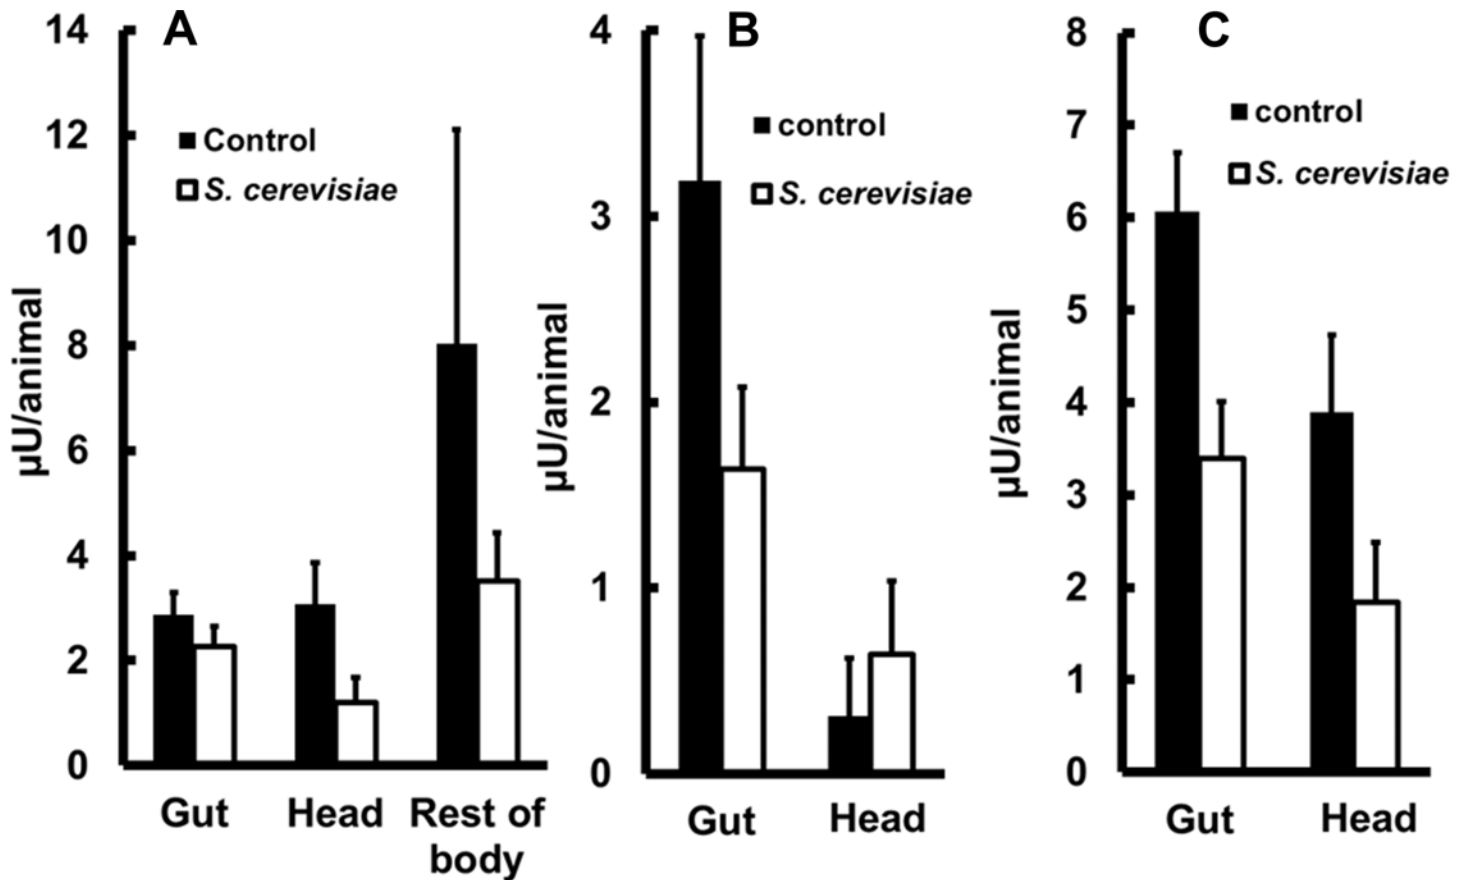 A
14
12
10
8
6
4
2
0
µU/animal
Control
S. cerevisiae
Gut
Head
Rest of
body
B
4
3
2
1
0
µU/animal
control
S. cerevisiae
Gut
Head
C
8
7
6
5
4
3
2
1
0
µU/animal
control
S. cerevisiae
Gut
Head